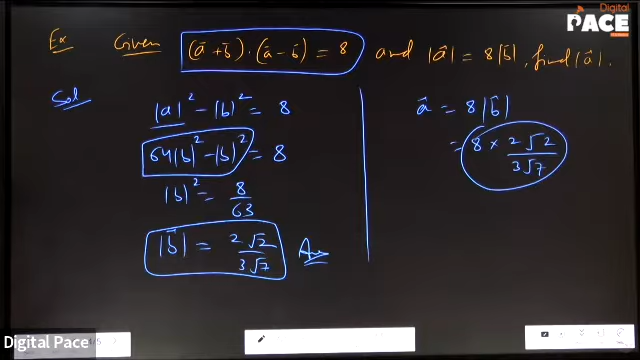 Digital
PACE
Ex Given (ā + b̄) · (ā − b̄) = 8 and |a⃗| = 8|b̄|, find |a⃗|.
Sol
|a|² − |b|² = 8
64|b|² − |b|² = 8
|b|² = 8/63
|b⃗| = 2√2/3√7 Ans
a⃗ = 8|b⃗|
= 8 × 2√2/3√7
Digital Pace